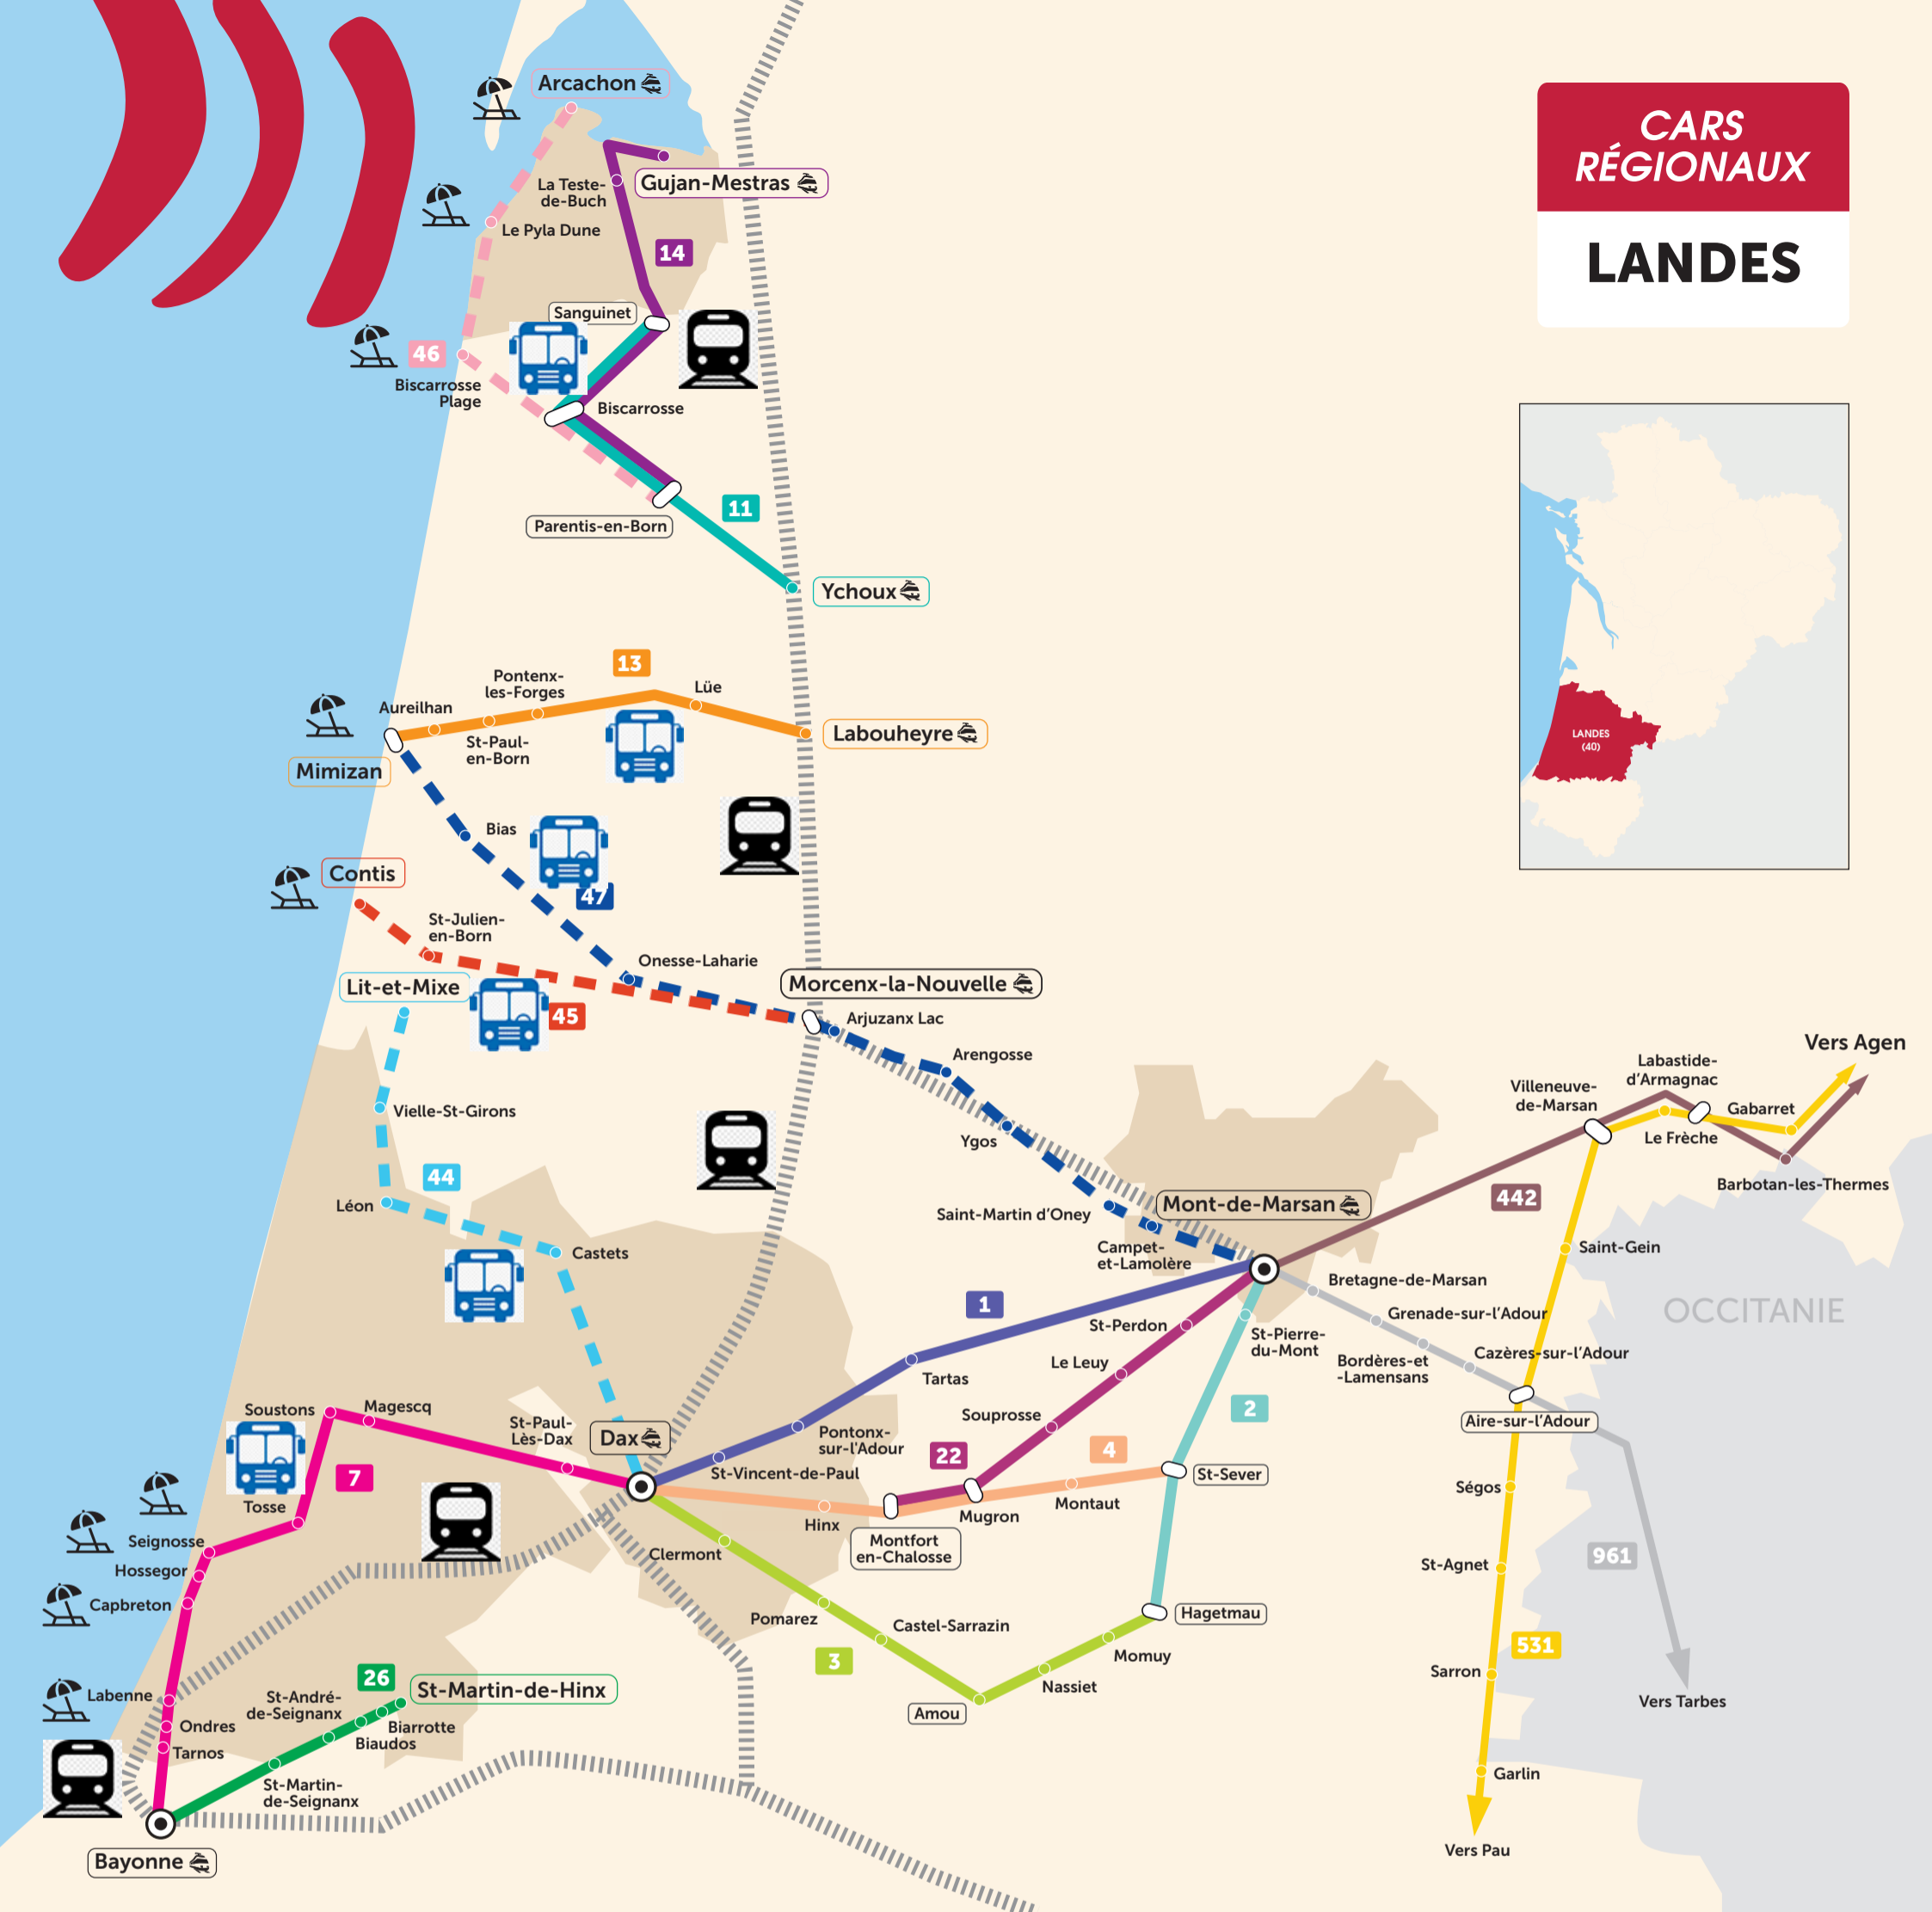 CARS
RÉGIONAUX
LANDES
Arcachon
Gujan-Mestras
La Teste-
de-Buch
Le Pyla Dune
14
Sanguinet
46
Biscarrosse
Plage
Biscarrosse
11
Parentis-en-Born
Ychoux
13
Pontenx-
les-Forges
Lüe
Aureilhan
Labouheyre
St-Paul-
en-Born
Mimizan
LANDES
(40)
Bias
Contis
47
St-Julien-
en-Born
Onesse-Laharie
Lit-et-Mixe
Morcenx-la-Nouvelle
45
Arjuzanx Lac
Arengosse
Ygos
Vielle-St-Girons
44
Léon
Castets
Saint-Martin d’Oney
Campet-
et-Lamolère
Mont-de-Marsan
Vers Agen
Labastide-
d’Armagnac
Villeneuve-
de-Marsan
Gabarret
Le Frèche
Barbotan-les-Thermes
442
Saint-Gein
OCCITANIE
Bretagne-de-Marsan
Grenade-sur-l’Adour
Cazères-sur-l’Adour
Bordères-et
-Lamensans
Aire-sur-l’Adour
1
St-Perdon
St-Pierre-
du-Mont
Le Leuy
Tartas
2
Souprosse
Soustons
Magescq
St-Paul-
Lès-Dax
Dax
Pontonx-
sur-l'Adour
St-Vincent-de-Paul
22
4
St-Sever
7
Tosse
Montaut
Mugron
Hinx
Montfort
en-Chalosse
Ségos
Seignosse
Hossegor
Capbreton
Clermont
St-Agnet
961
Pomarez
Castel-Sarrazin
Hagetmau
3
Momuy
Nassiet
Amou
531
Sarron
Vers Tarbes
26
St-Martin-de-Hinx
Labenne
St-André-
de-Seignanx
Ondres
Biarrotte
Biaudos
Tarnos
St-Martin-
de-Seignanx
Garlin
Vers Pau
Bayonne